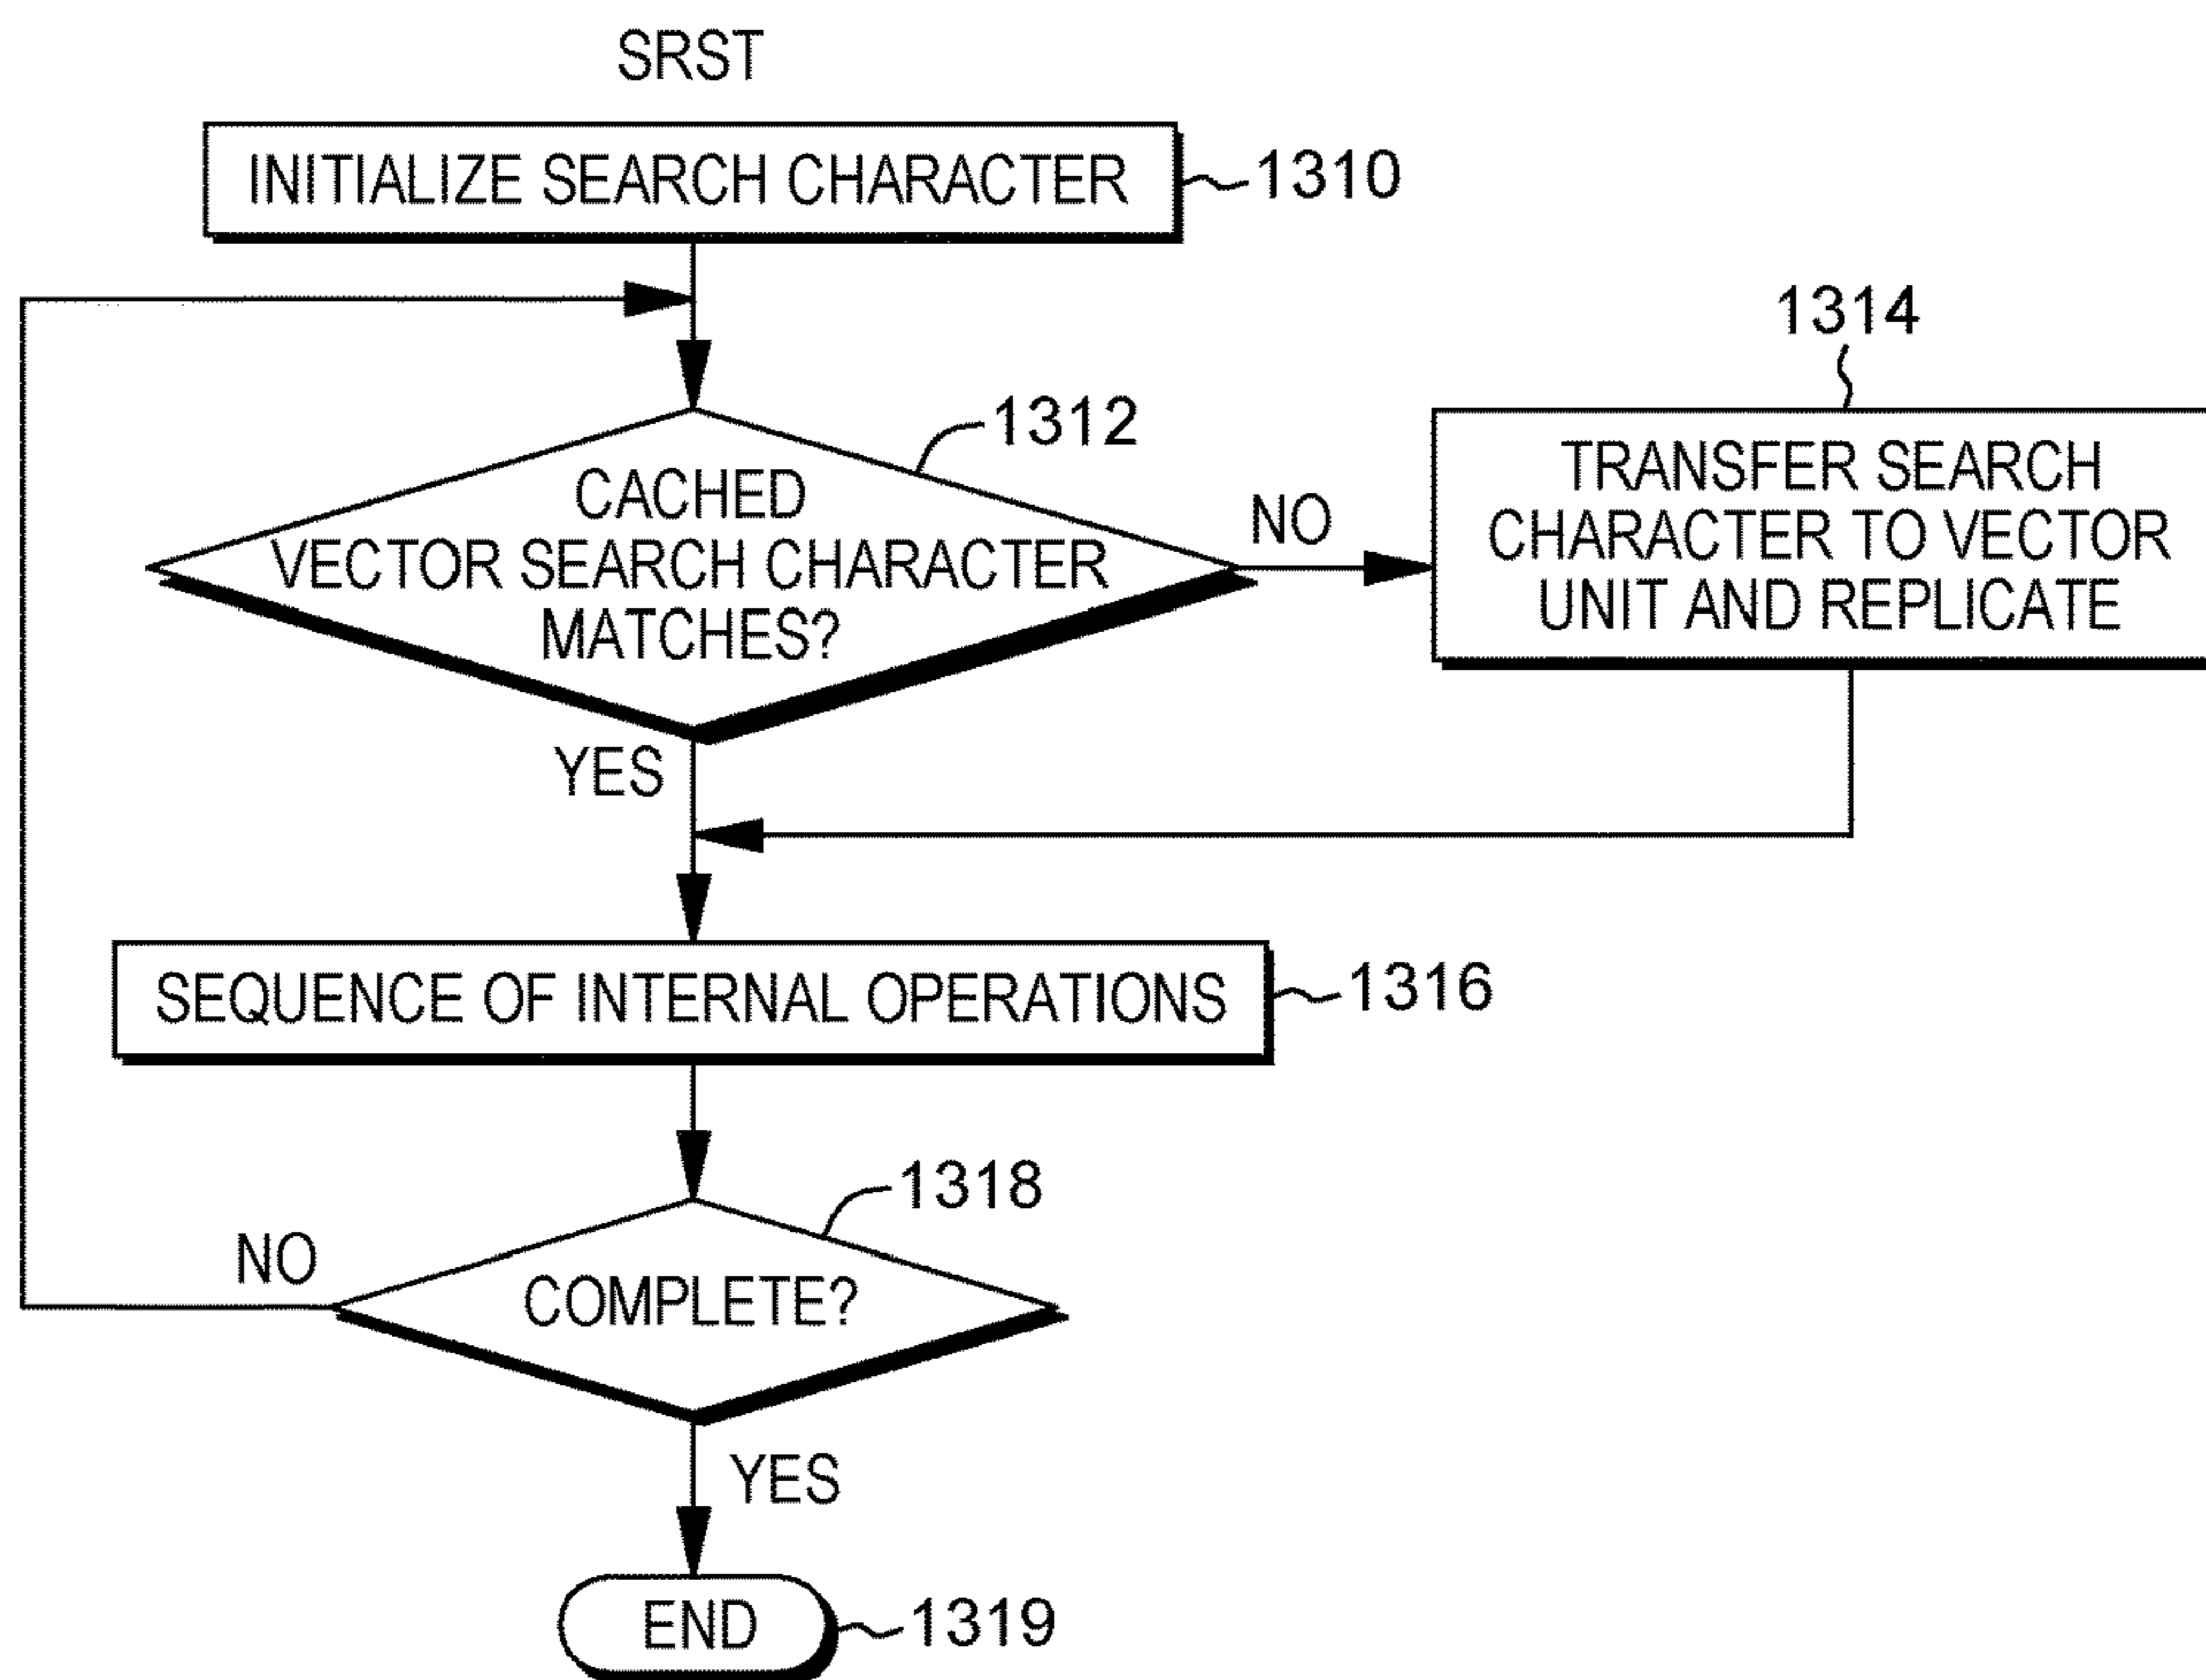 SRST
INITIALIZE SEARCH CHARACTER
1310
1314
1312
CACHED
VECTOR SEARCH CHARACTER
MATCHES?
NO
TRANSFER SEARCH
CHARACTER TO VECTOR
UNIT AND REPLICATE
YES
SEQUENCE OF INTERNAL OPERATIONS
1316
1318
NO
COMPLETE?
YES
END
1319